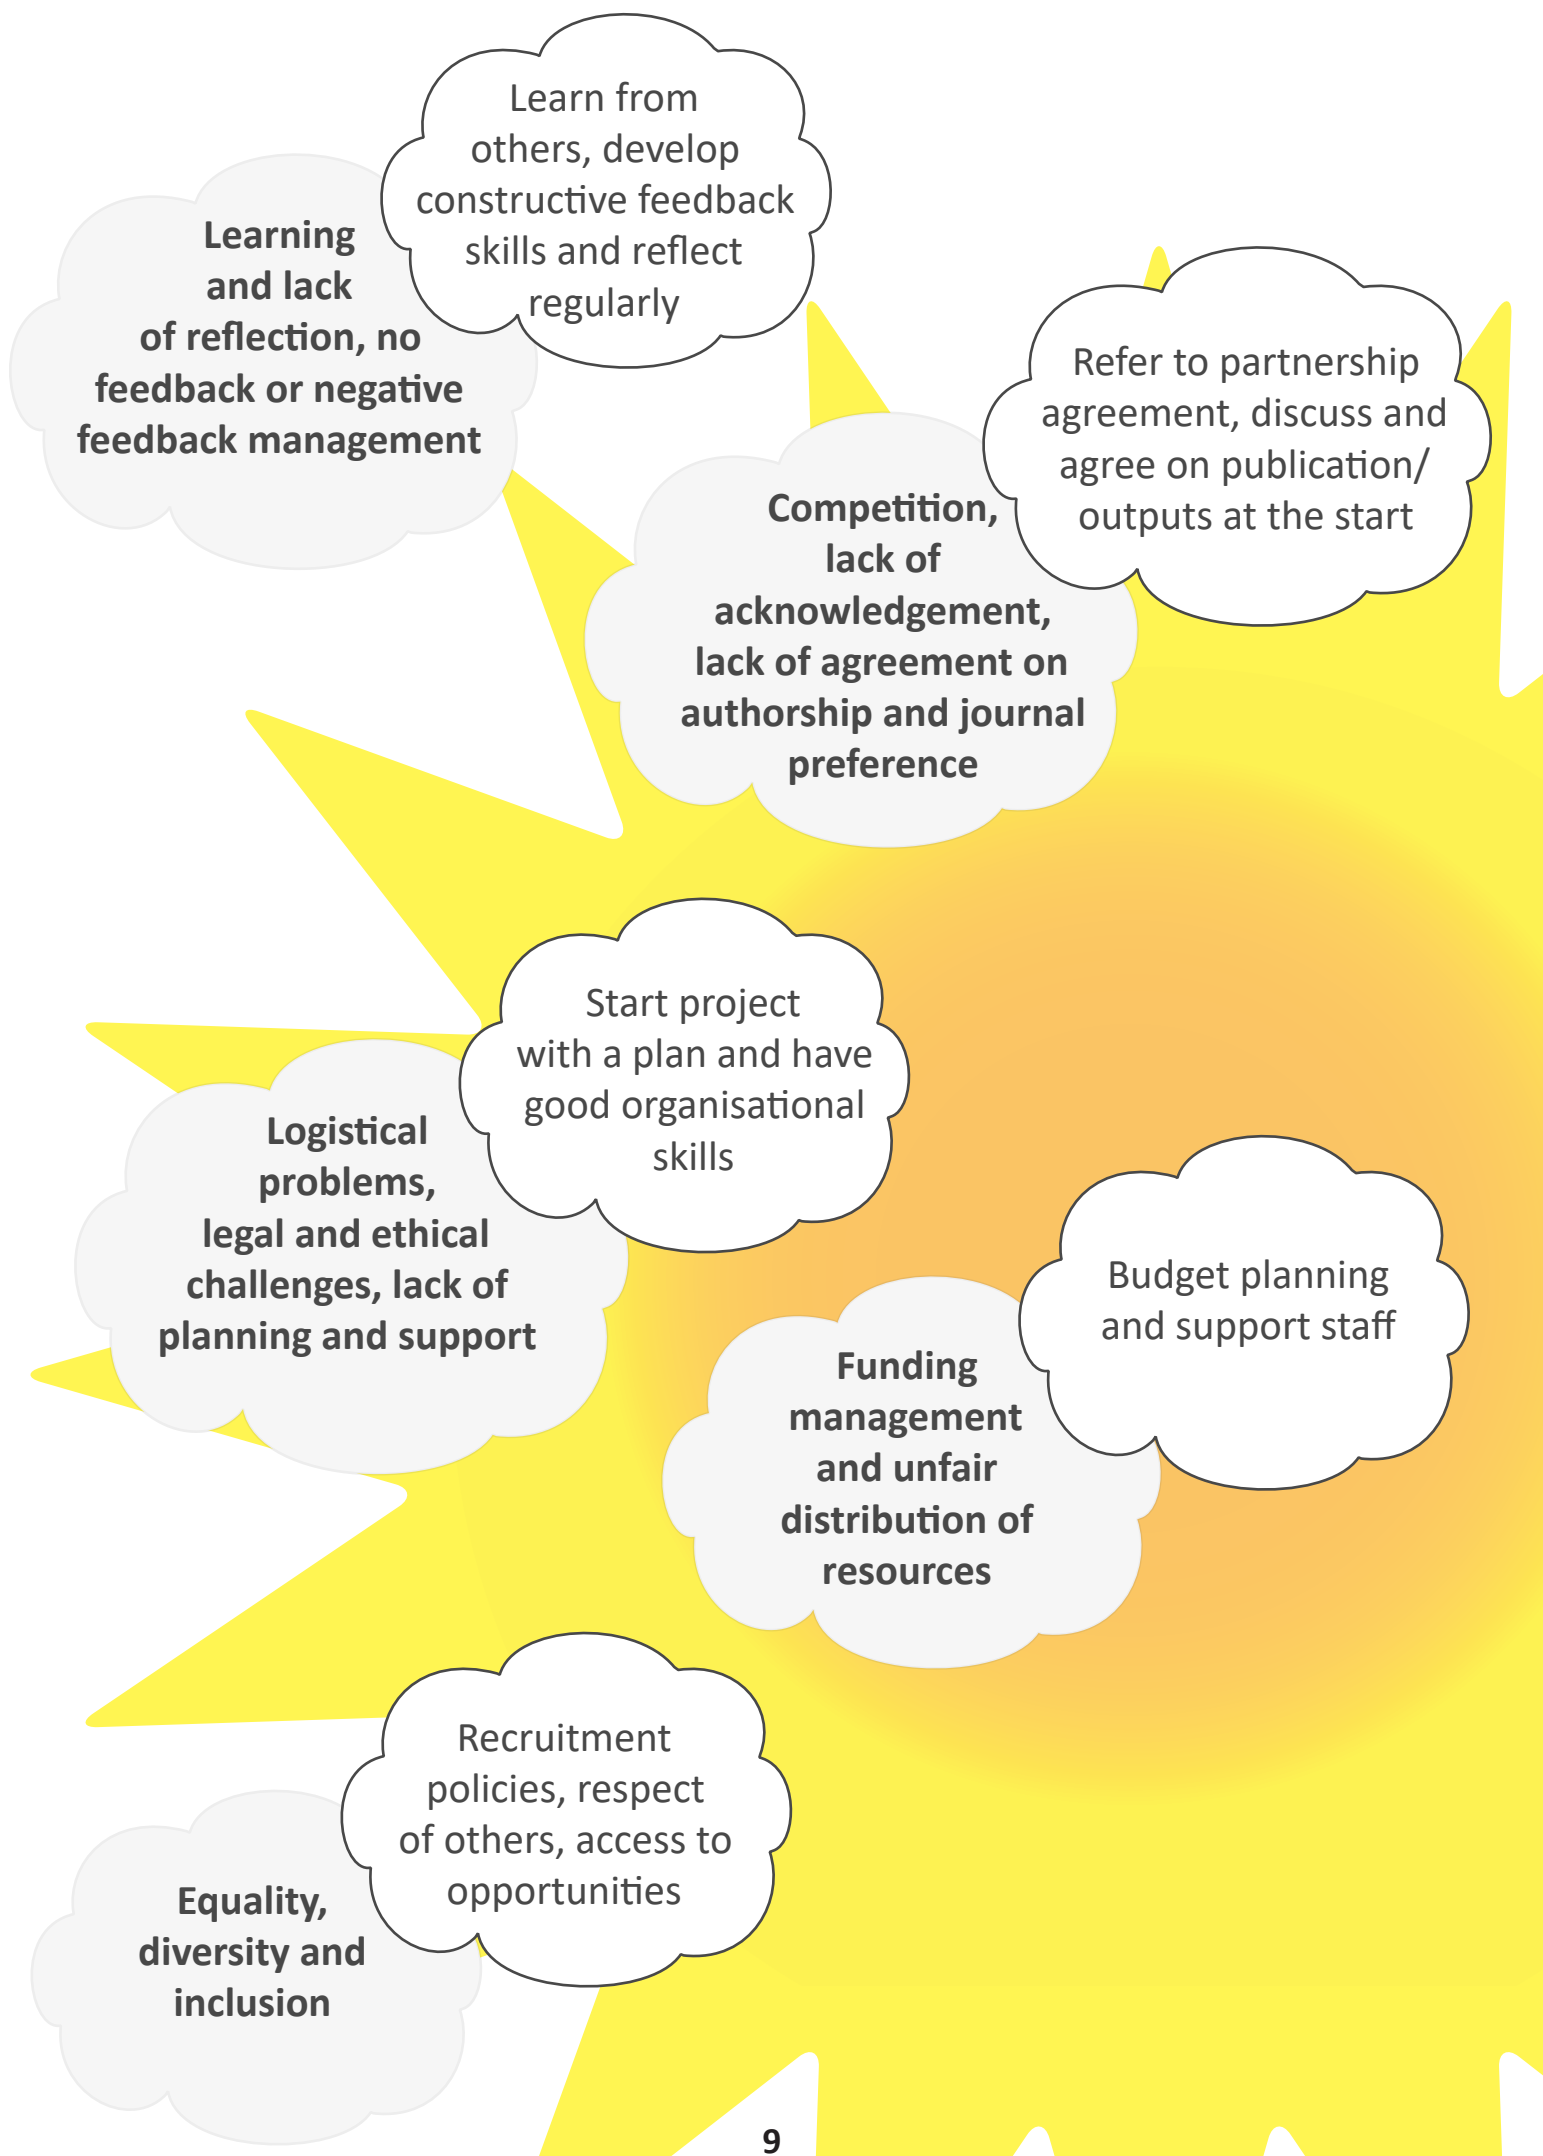 Learn from
others, develop
constructive feedback
skills and reflect
regularly
Learning
and lack
of reflection, no
feedback or negative
feedback management
Refer to partnership
agreement, discuss and
agree on publication/
outputs at the start
Competition,
lack of
acknowledgement,
lack of agreement on
authorship and journal
preference
Start project
with a plan and have
good organisational
skills
Logistical
problems,
legal and ethical
challenges, lack of
planning and support
Budget planning
and support staff
Funding
management
and unfair
distribution of
resources
Recruitment
policies, respect
of others, access to
opportunities
Equality,
diversity and
inclusion
9